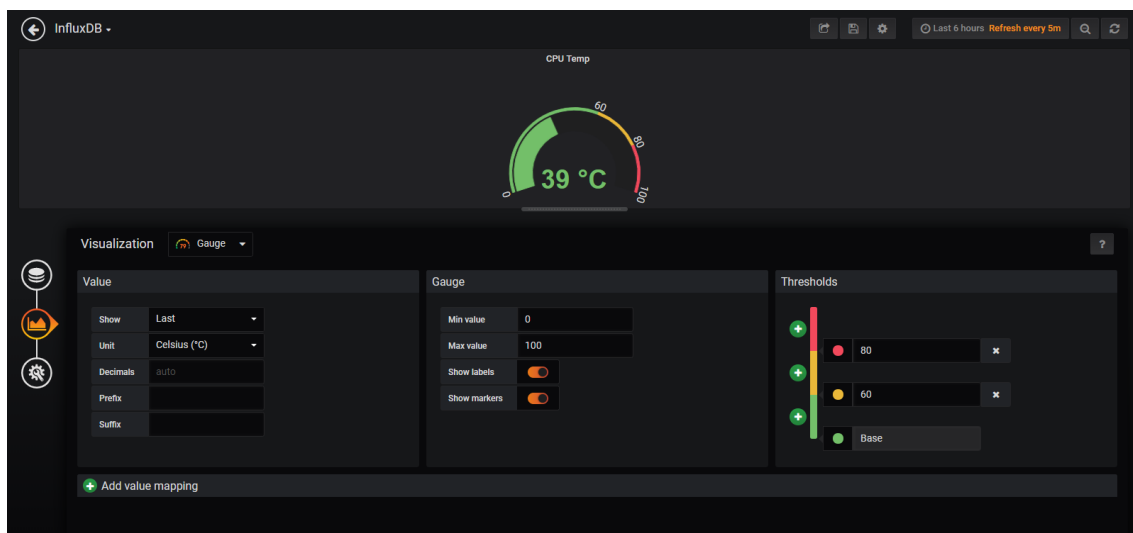 InfluxDB
Last 6 hours Refresh every 5m
CPU Temp
0
60
80
100
39 °C
Visualization
79 Gauge
?
Value
Show Last
Unit Celsius (°C)
Decimals auto
Prefix
Suffix
Gauge
Min value 0
Max value 100
Show labels
Show markers
Thresholds
80
60
Base
Add value mapping